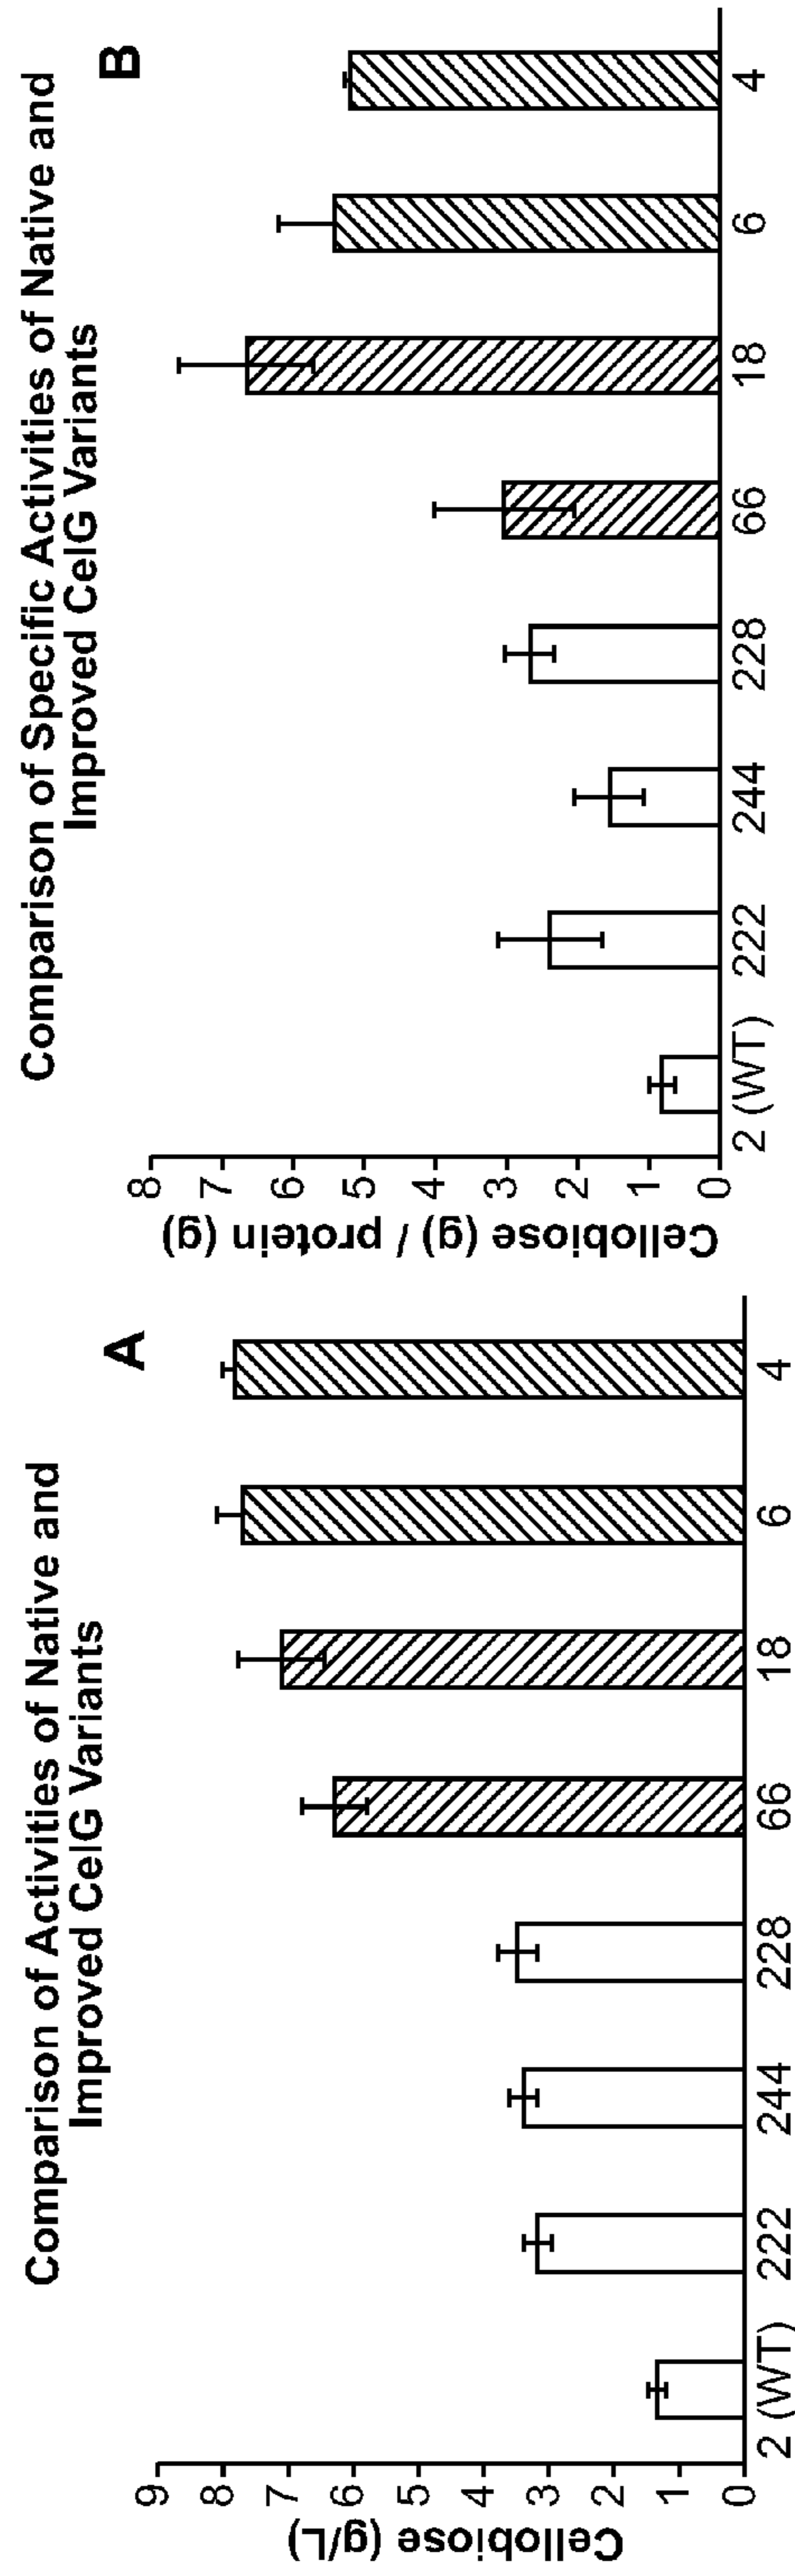 Comparison of Activities of Native and
Improved CelG Variants
A
Cellobiose (g/L)
9
8
7
6
5
4
3
2
1
0
2 (WT) 222 244 228 66 18 6 4
Comparison of Specific Activities of Native and
Improved CelG Variants
B
Cellobiose (g) / protein (g)
8
7
6
5
4
3
2
1
0
2 (WT) 222 244 228 66 18 6 4